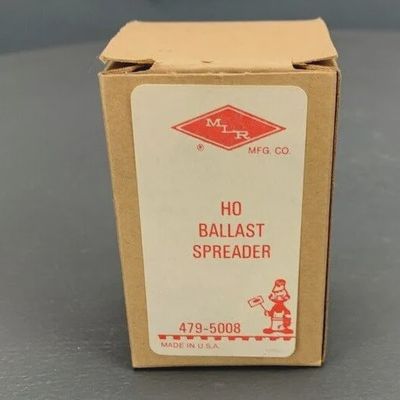 MLR
® MFG. CO.
HO
BALLAST
SPREADER
479-5008
MADE IN U.S.A.